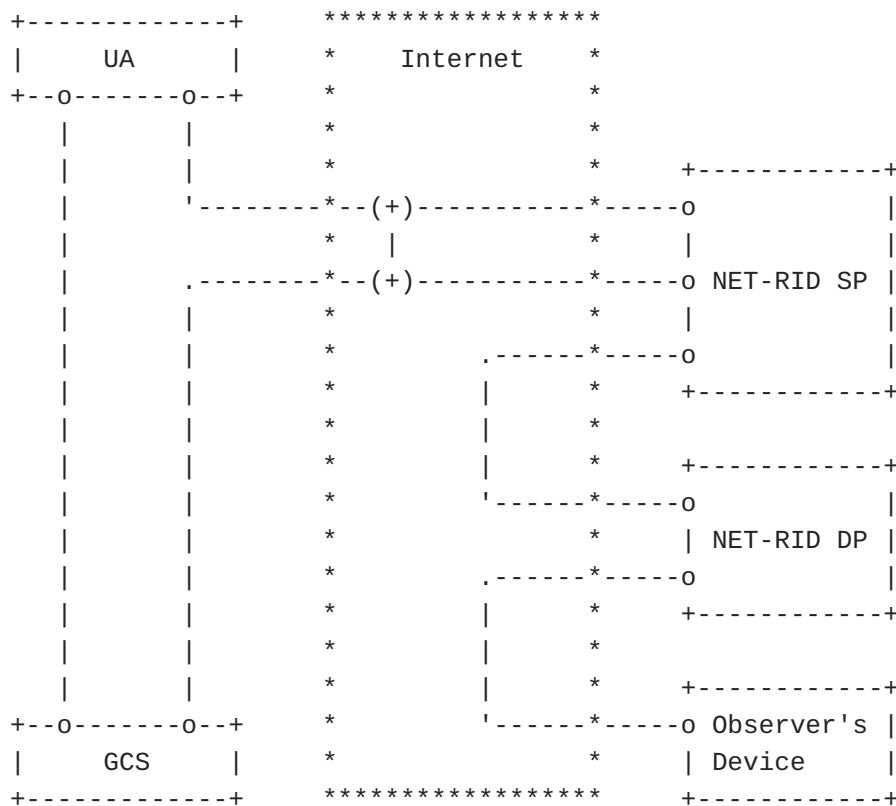 UA
Internet
NET-RID SP
NET-RID DP
Observer's
GCS
Device